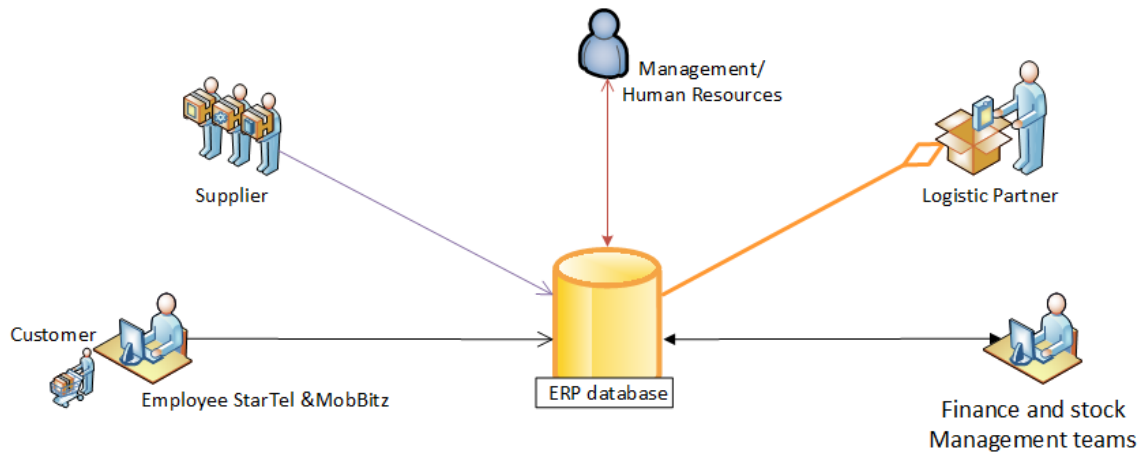 Management/
Human Resources
Supplier
Logistic Partner
Customer
Employee StarTel &MobBitz
ERP database
Finance and stock
Management teams